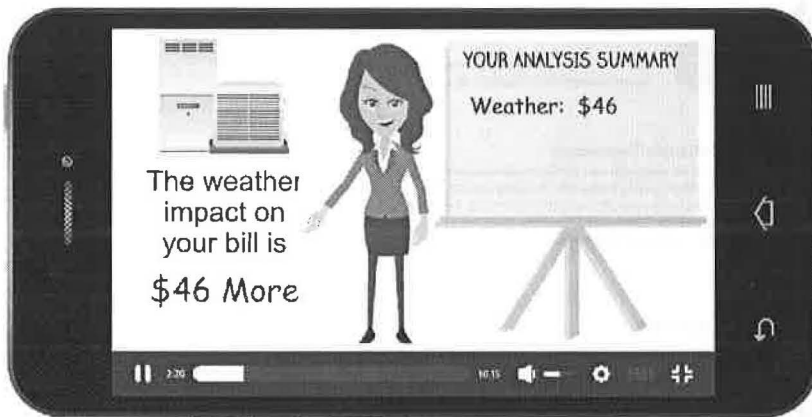 The weather
impact on
your bill is
$46 More
YOUR ANALYSIS SUMMARY
Weather: $46
2:20
10:15